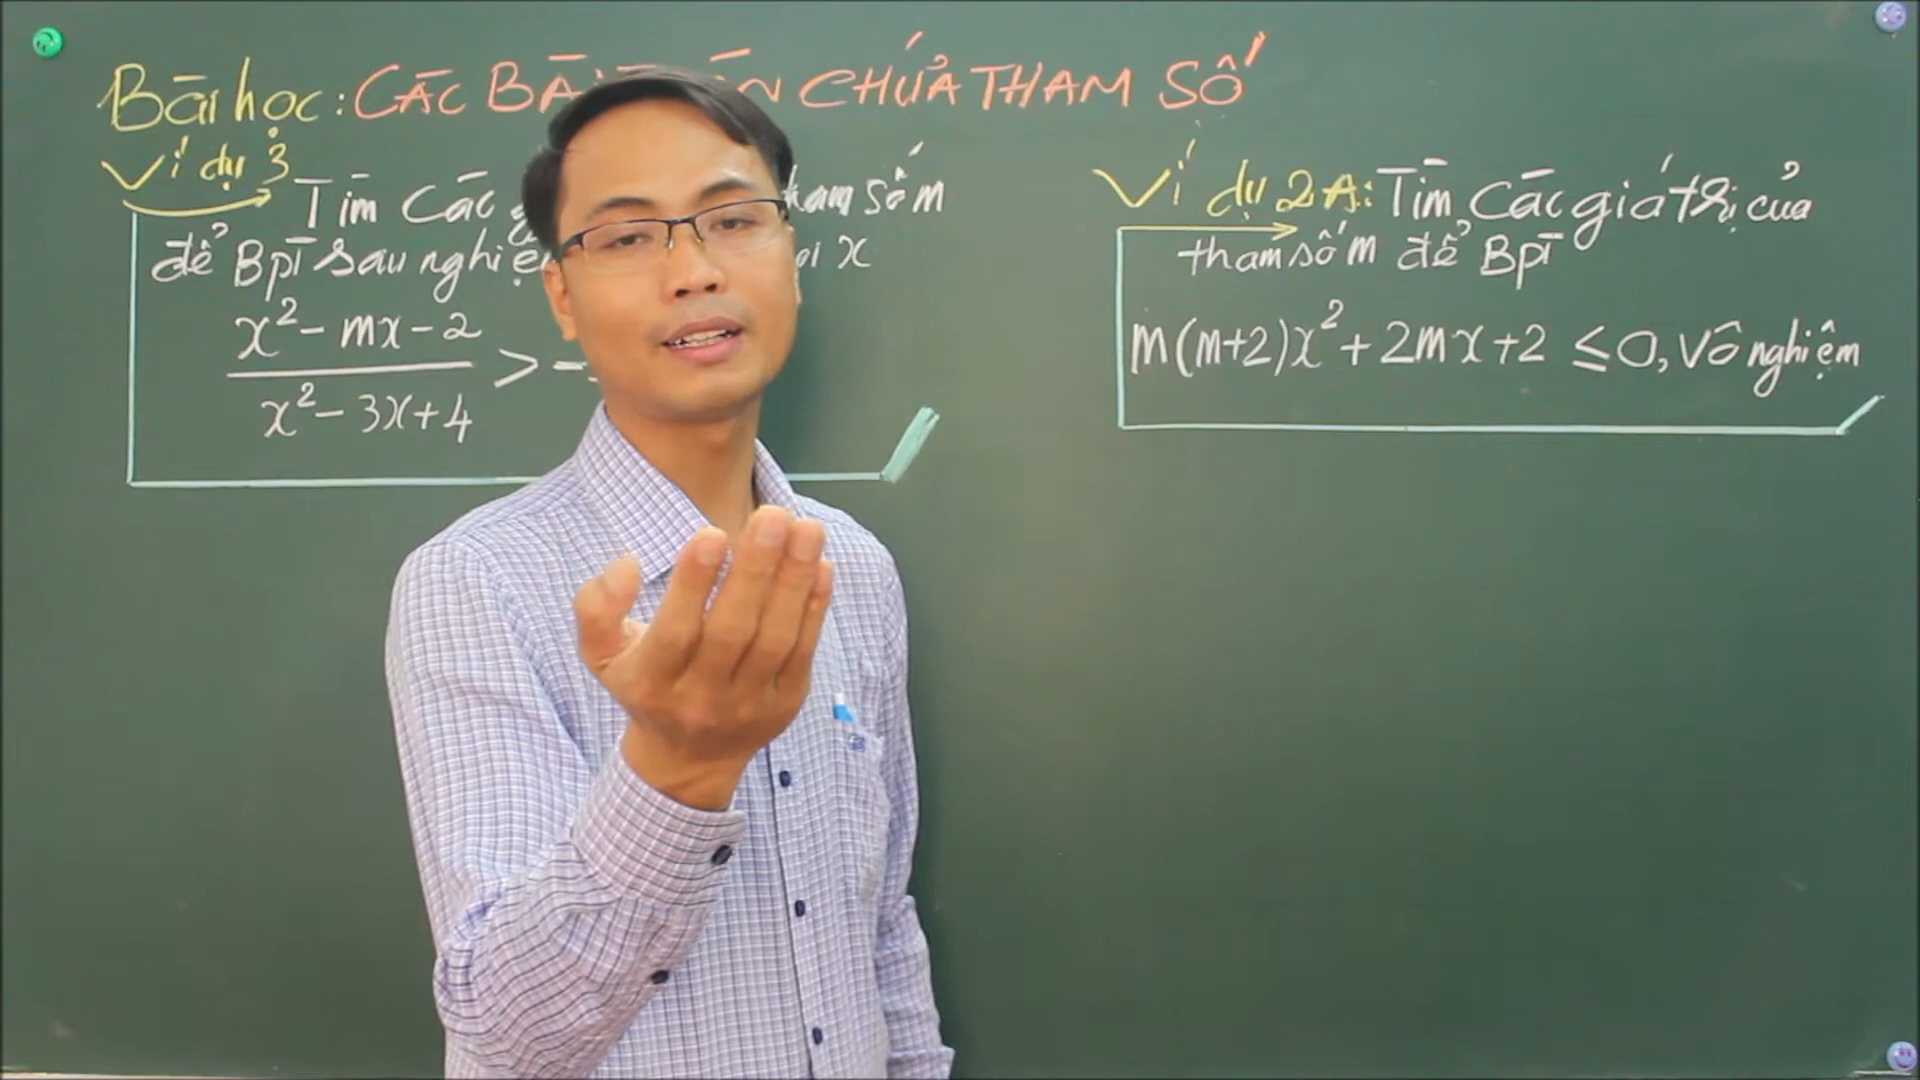 Bài học: CÁC BÀI TOÁN CHỨA THAM SỐ
Ví dụ 3
Tìm các tham số m
để Bpt sau nghiệm x
x² - mx - 2
x² - 3x + 4
> -
Ví dụ 2A: Tìm các giá trị của
tham số m để Bpt
m(m+2)x² + 2mx + 2 ≤ 0, vô nghiệm